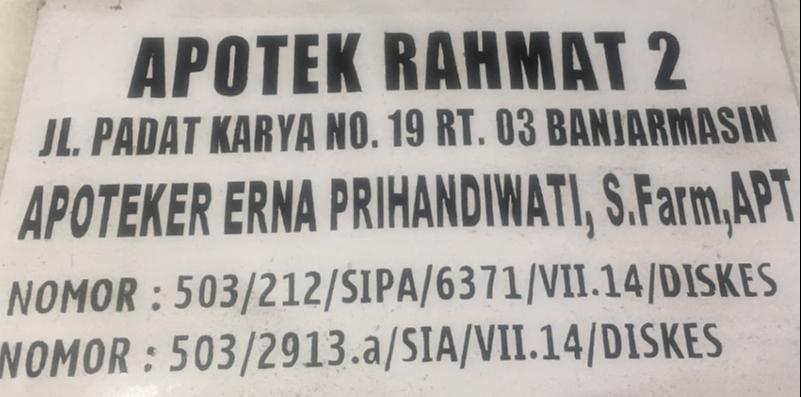 APOTEK RAHMAT 2
JL. PADAT KARYA NO. 19 RT. 03 BANJARMASIN
APOTEKER ERNA PRIHANDIWATI, S.Farm,APT
NOMOR : 503/212/SIPA/6371/VII.14/DISKES
NOMOR : 503/2913.a/SIA/VII.14/DISKES